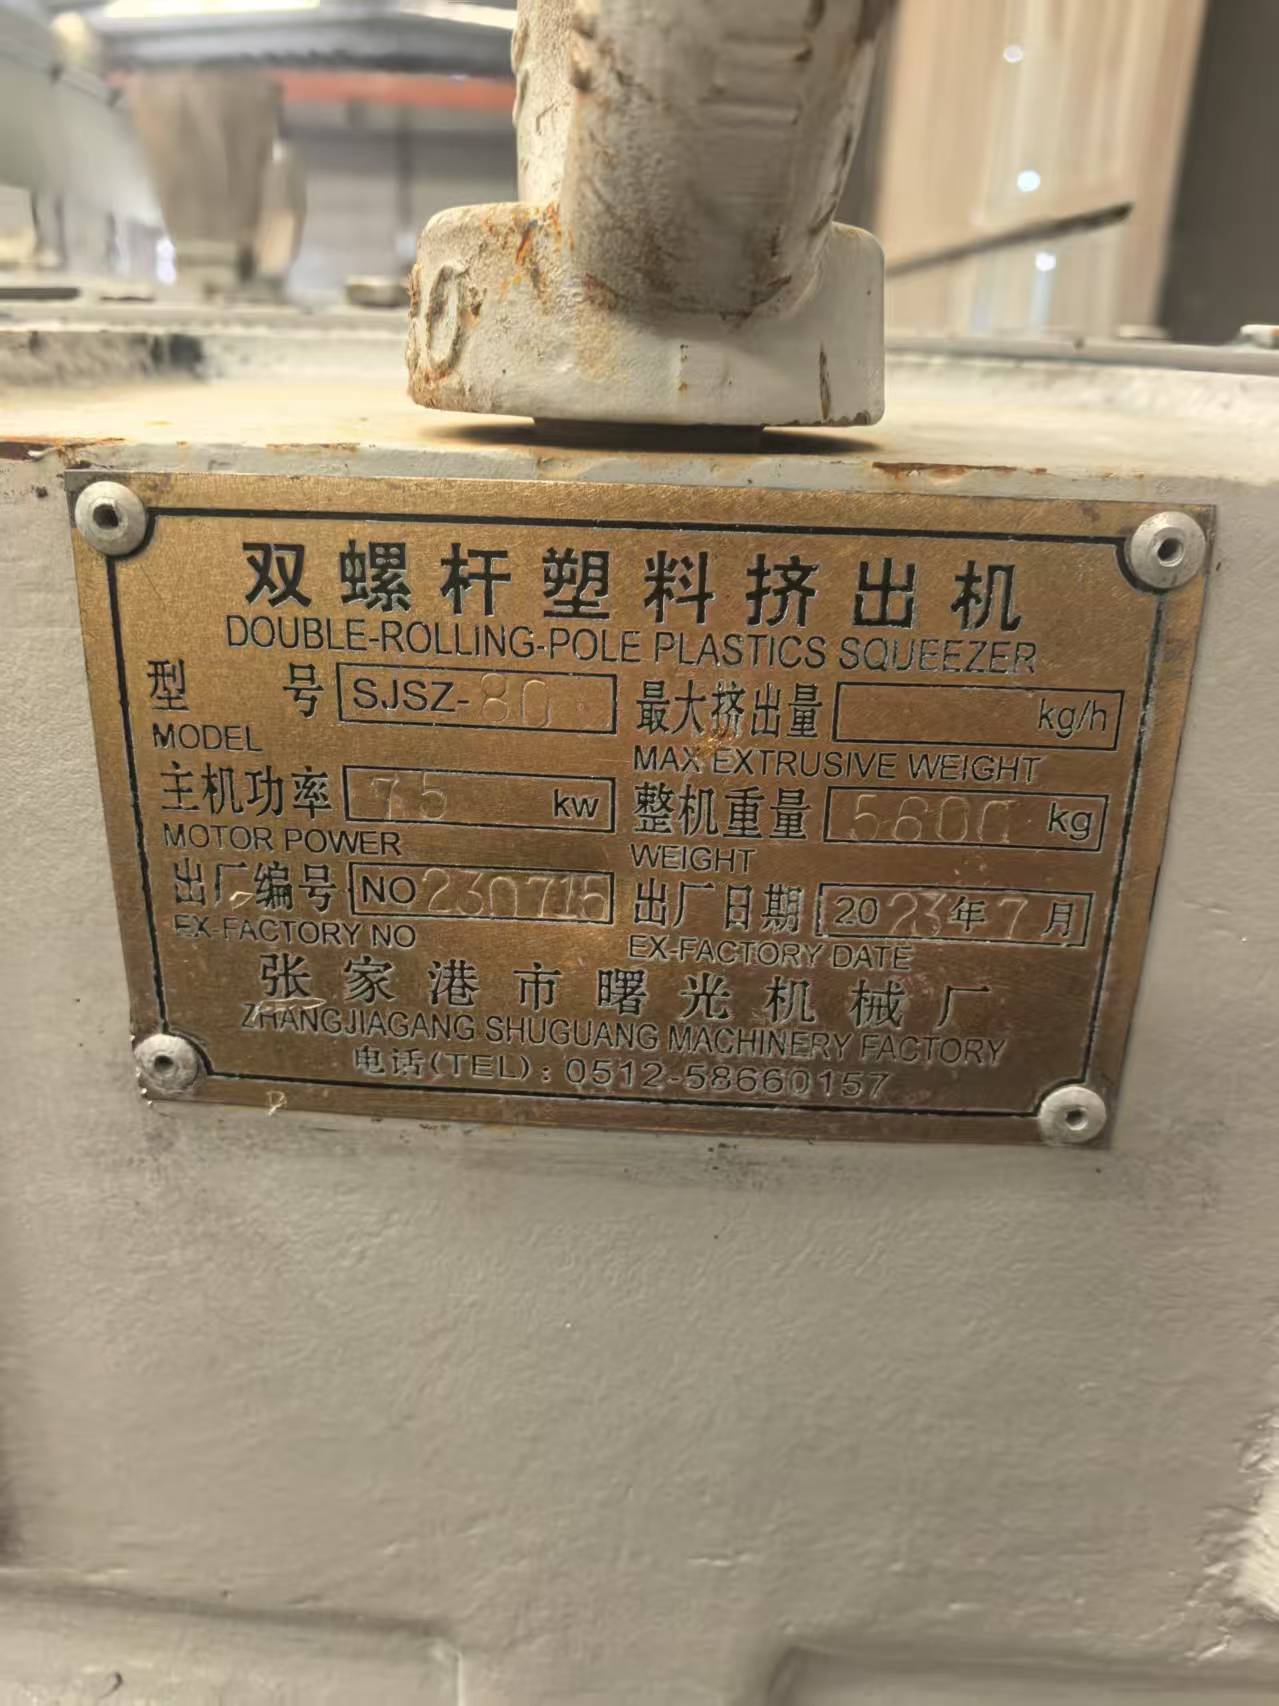 双螺杆塑料挤出机
DOUBLE-ROLLING-POLE PLASTICS SQUEEZER
型号 SJSZ-80 最大挤出量 kg/h
MODEL MAX EXTRUSIVE WEIGHT
主机功率 75 kw 整机重量 5600 kg
MOTOR POWER WEIGHT
出厂编号 NO 230715 出厂日期 2023年7月
EX-FACTORY NO EX-FACTORY DATE
张家港市曙光机械厂
ZHANGJIAGANG SHUGUANG MACHINERY FACTORY
电话(TEL): 0512-58660157